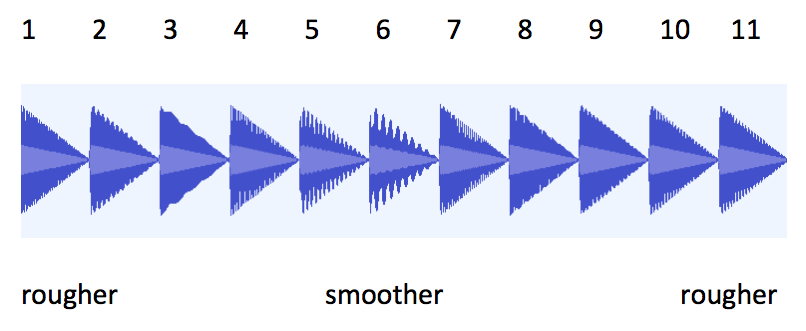 1 2 3 4 5 6 7 8 9 10 11
rougher smoother rougher